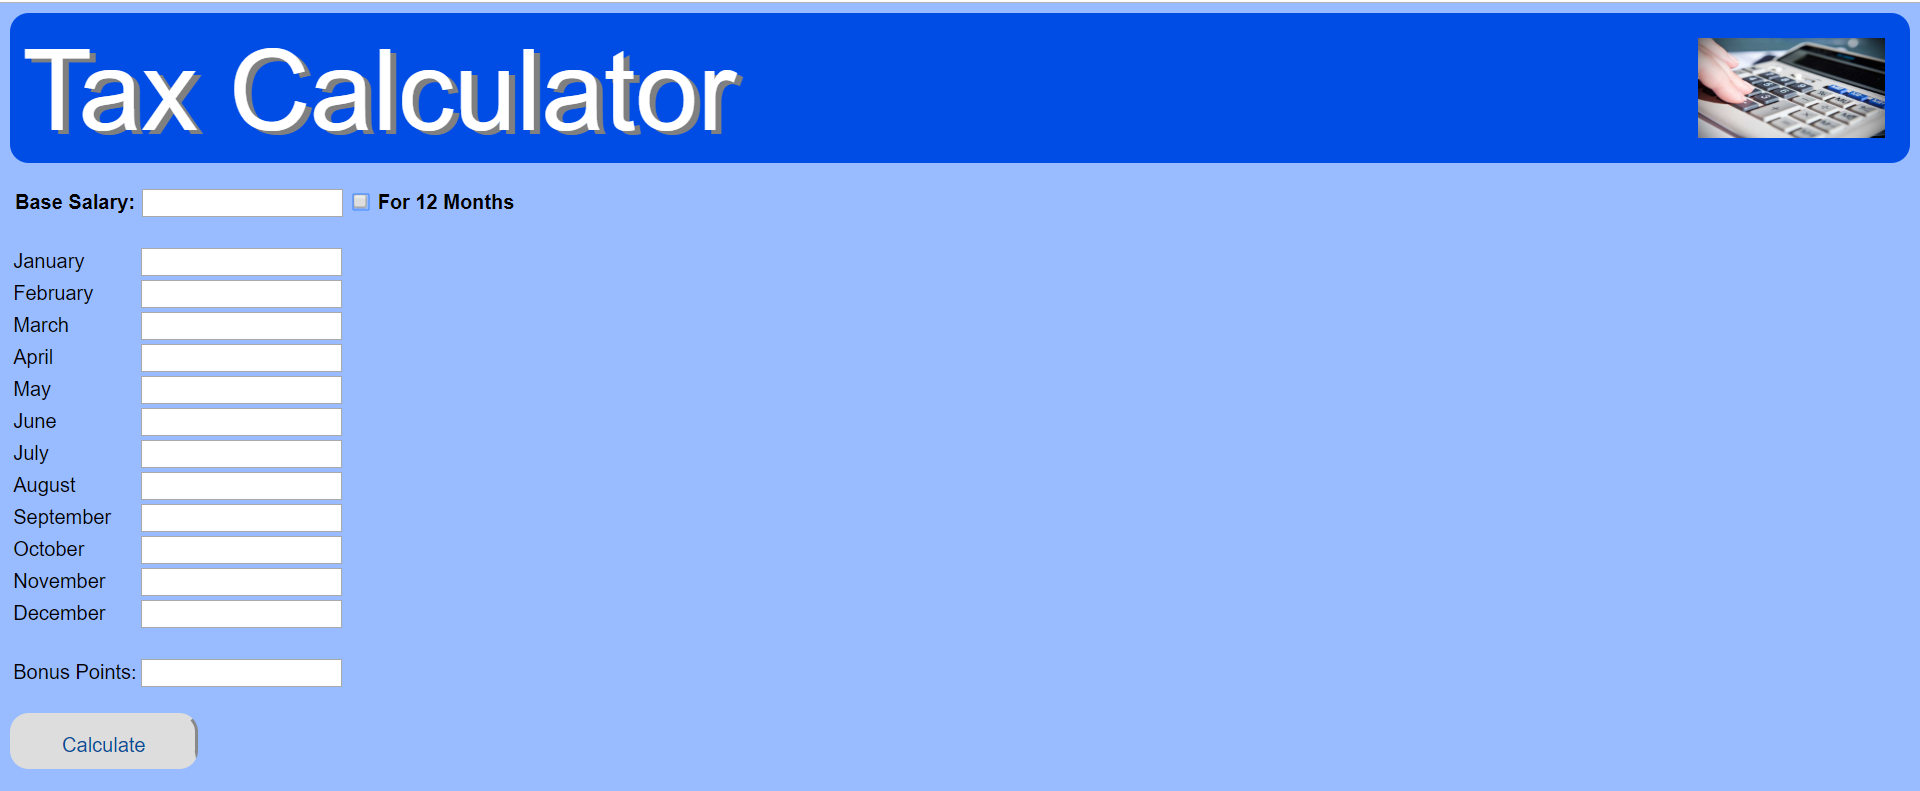 Tax Calculator
Base Salary: For 12 Months
January
February
March
April
May
June
July
August
September
October
November
December
Bonus Points:
Calculate